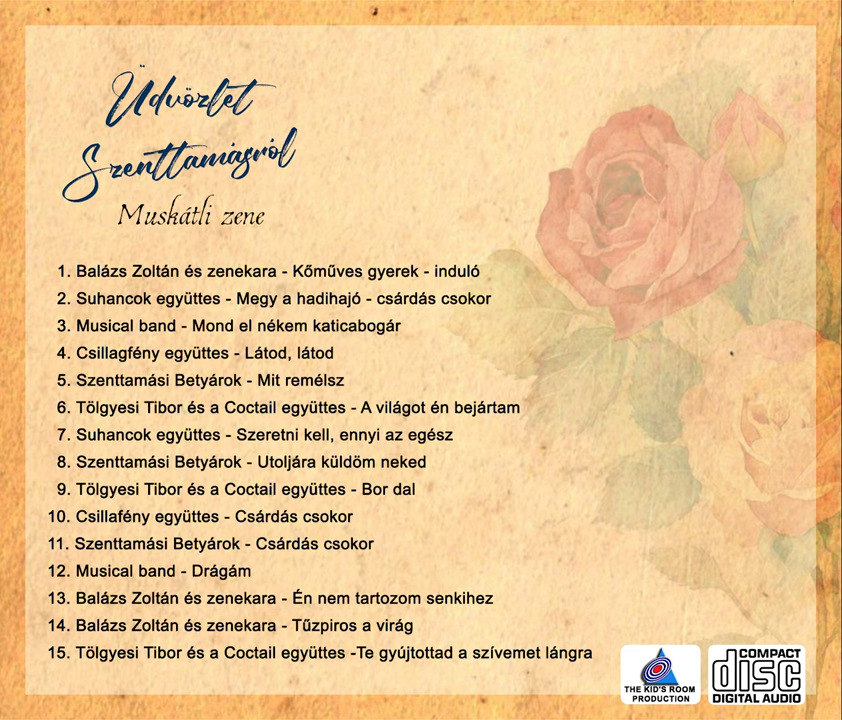 Üdvözlet
Szenttamásról
Muskátli zene
1. Balázs Zoltán és zenekara - Kőműves gyerek - induló
2. Suhancok együttes - Megy a hadihajó - csárdás csokor
3. Musical band - Mond el nékem katicabogár
4. Csillagfény együttes - Látod, látod
5. Szenttamási Betyárok - Mit remélsz
6. Tölgyesi Tibor és a Coctail együttes - A világot én bejártam
7. Suhancok együttes - Szeretni kell, ennyi az egész
8. Szenttamási Betyárok - Utoljára küldöm neked
9. Tölgyesi Tibor és a Coctail együttes - Bor dal
10. Csillafény együttes - Csárdás csokor
11. Szenttamási Betyárok - Csárdás csokor
12. Musical band - Drágám
13. Balázs Zoltán és zenekara - Én nem tartozom senkihez
14. Balázs Zoltán és zenekara - Tűzpiros a virág
15. Tölgyesi Tibor és a Coctail együttes -Te gyújtottad a szívemet lángra
THE KID'S ROOM
PRODUCTION
COMPACT
disc
DIGITAL AUDIO